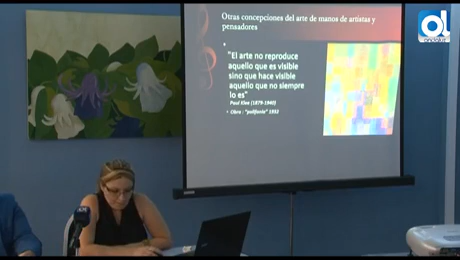 Otras concepciones del arte de manos de artistas y
pensadores
"El arte no reproduce
aquello que es visible
sino que hace visible
aquello que no siempre
lo es"
Paul Klee (1879-1940)
Obra : "polifonía" 1932